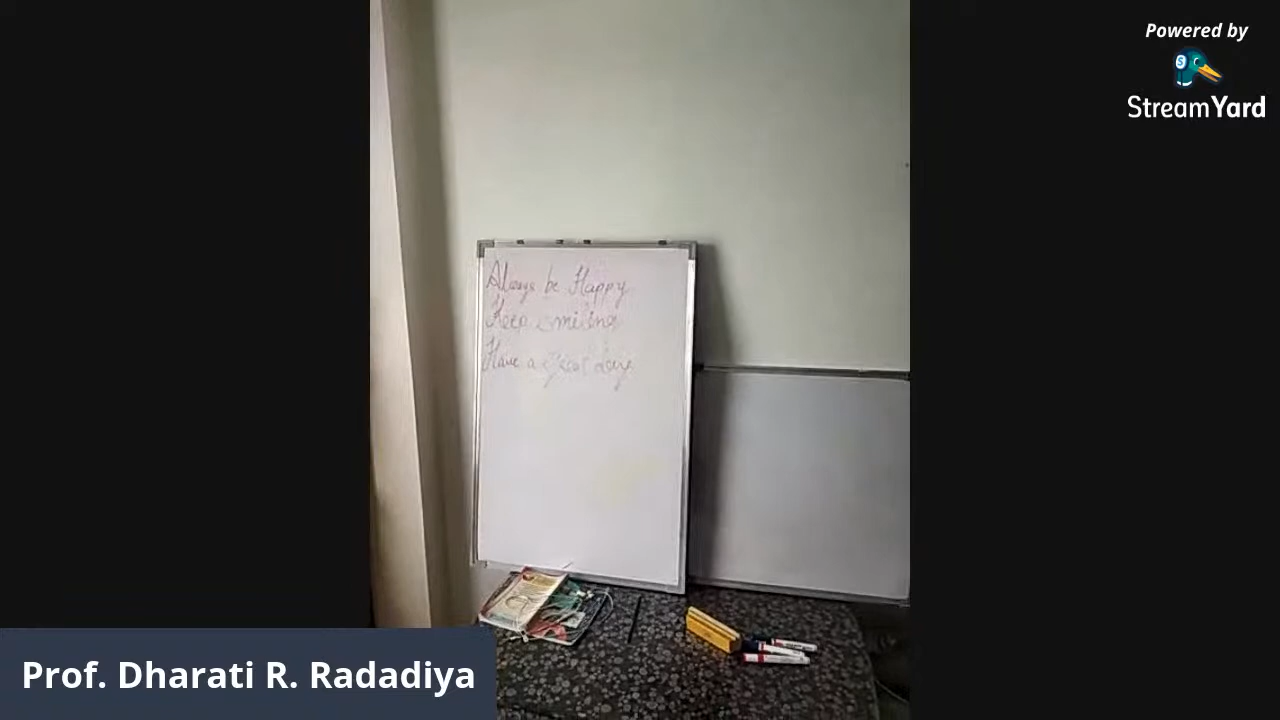 Powered by
StreamYard
Always be Happy
Keep smiling
Have a great day
Prof. Dharati R. Radadiya